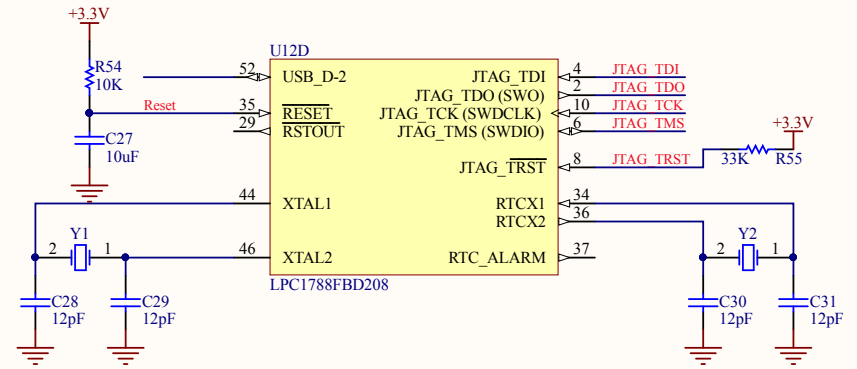 +3.3V
U12D
R54
10K
52
USB_D-2
JTAG_TDI
4
JTAG_TDI
JTAG_TDO (SWO)
2
JTAG_TDO
Reset
35
RESET
JTAG_TCK (SWDCLK)
10
JTAG_TCK
29
RSTOUT
JTAG_TMS (SWDIO)
6
JTAG_TMS
+3.3V
C27
10uF
JTAG_TRST
8
JTAG_TRST
33K
R55
44
XTAL1
RTCX1
34
RTCX2
36
Y1
2
1
46
XTAL2
RTC_ALARM
37
Y2
2
1
LPC1788FBD208
C28
12pF
C29
12pF
C30
12pF
C31
12pF